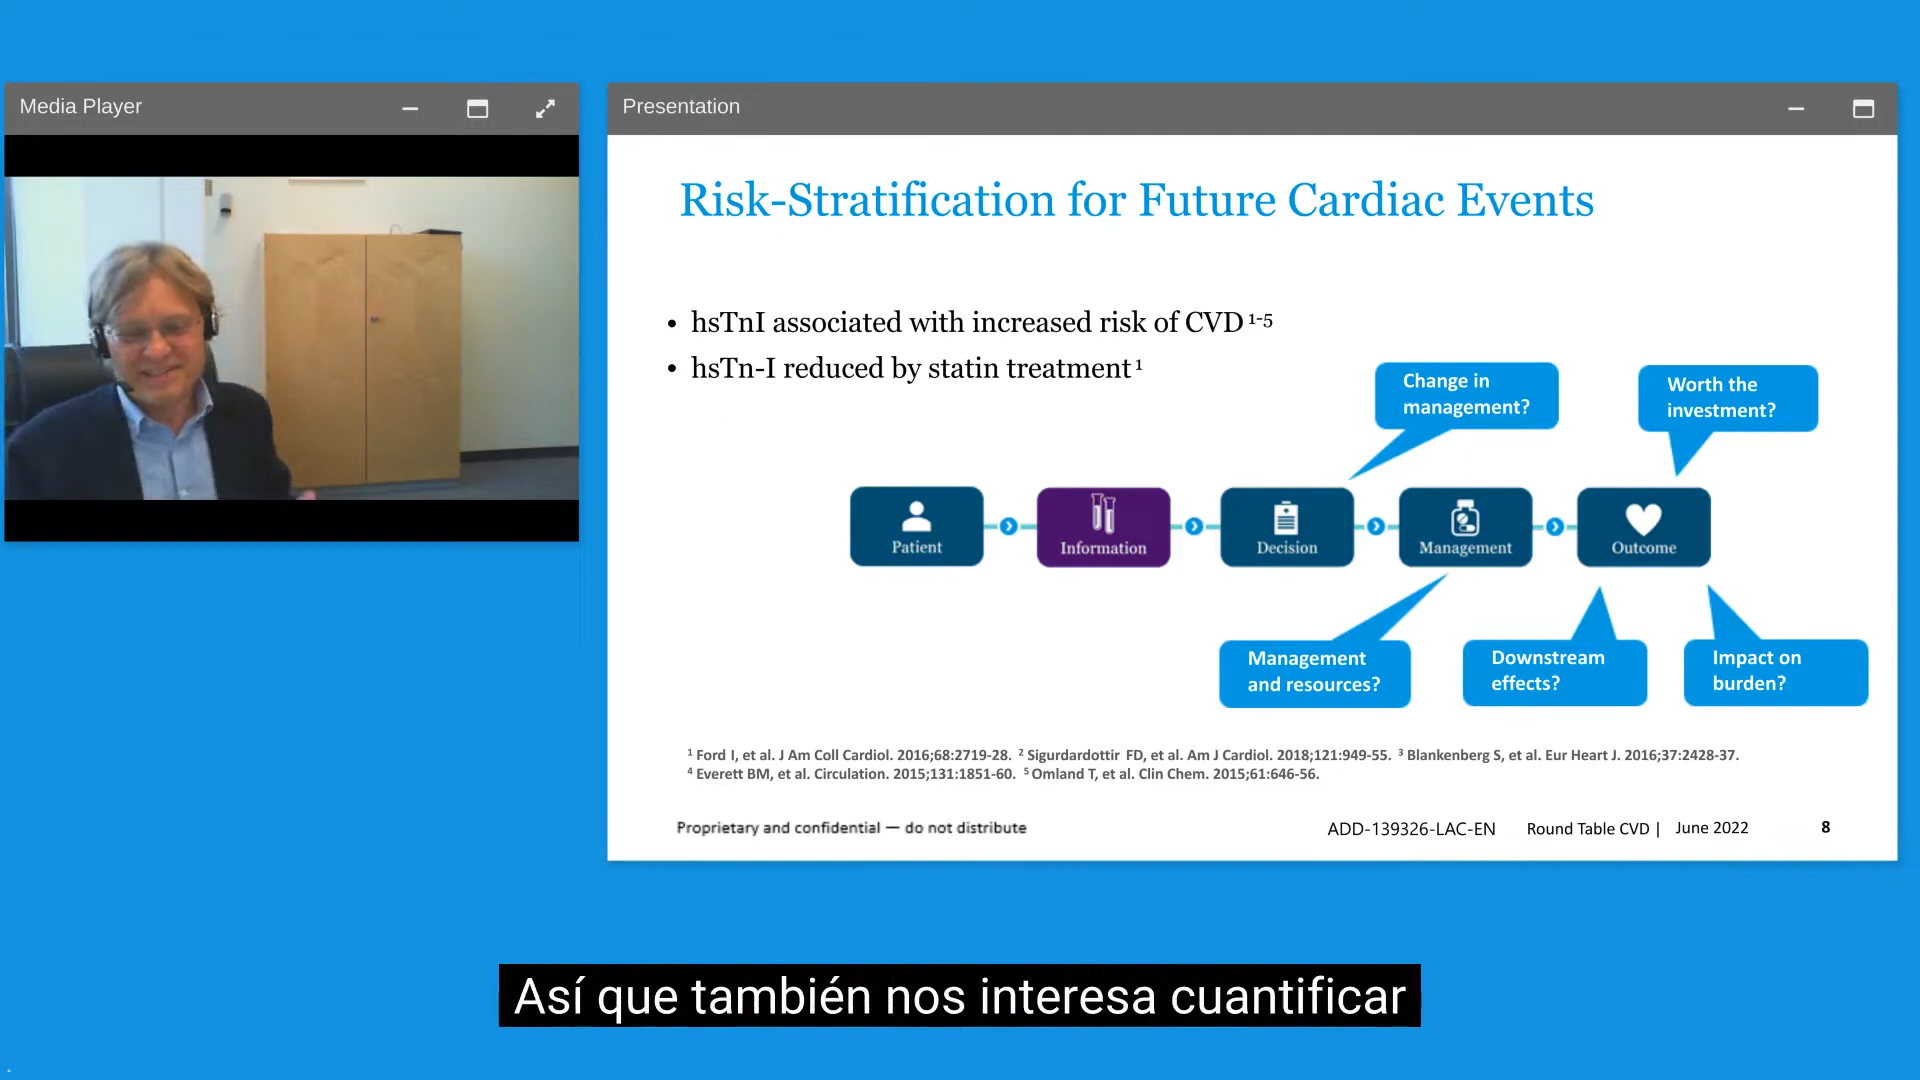 Media Player
Presentation
Risk-Stratification for Future Cardiac Events
• hsTnI associated with increased risk of CVD 1-5
• hsTn-I reduced by statin treatment 1
Change in
management?
Worth the
investment?
Patient
Information
Decision
Management
Outcome
Management
and resources?
Downstream
effects?
Impact on
burden?
1 Ford I, et al. J Am Coll Cardiol. 2016;68:2719-28. 2 Sigurdardottir FD, et al. Am J Cardiol. 2018;121:949-55. 3 Blankenberg S, et al. Eur Heart J. 2016;37:2428-37.
4 Everett BM, et al. Circulation. 2015;131:1851-60. 5 Omland T, et al. Clin Chem. 2015;61:646-56.
Proprietary and confidential — do not distribute
ADD-139326-LAC-EN
Round Table CVD | June 2022
8
Así que también nos interesa cuantificar